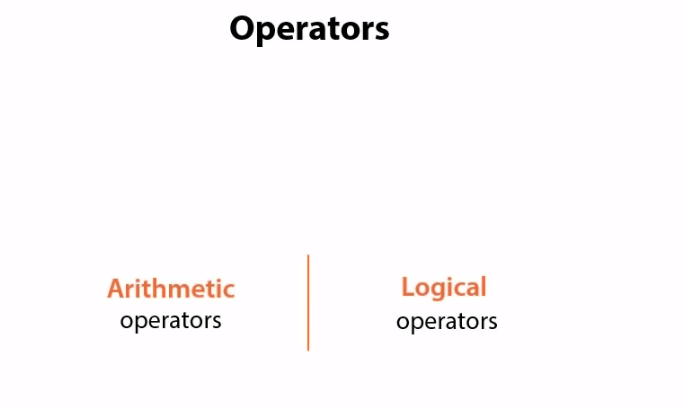 Operators
Arithmetic
operators
Logical
operators